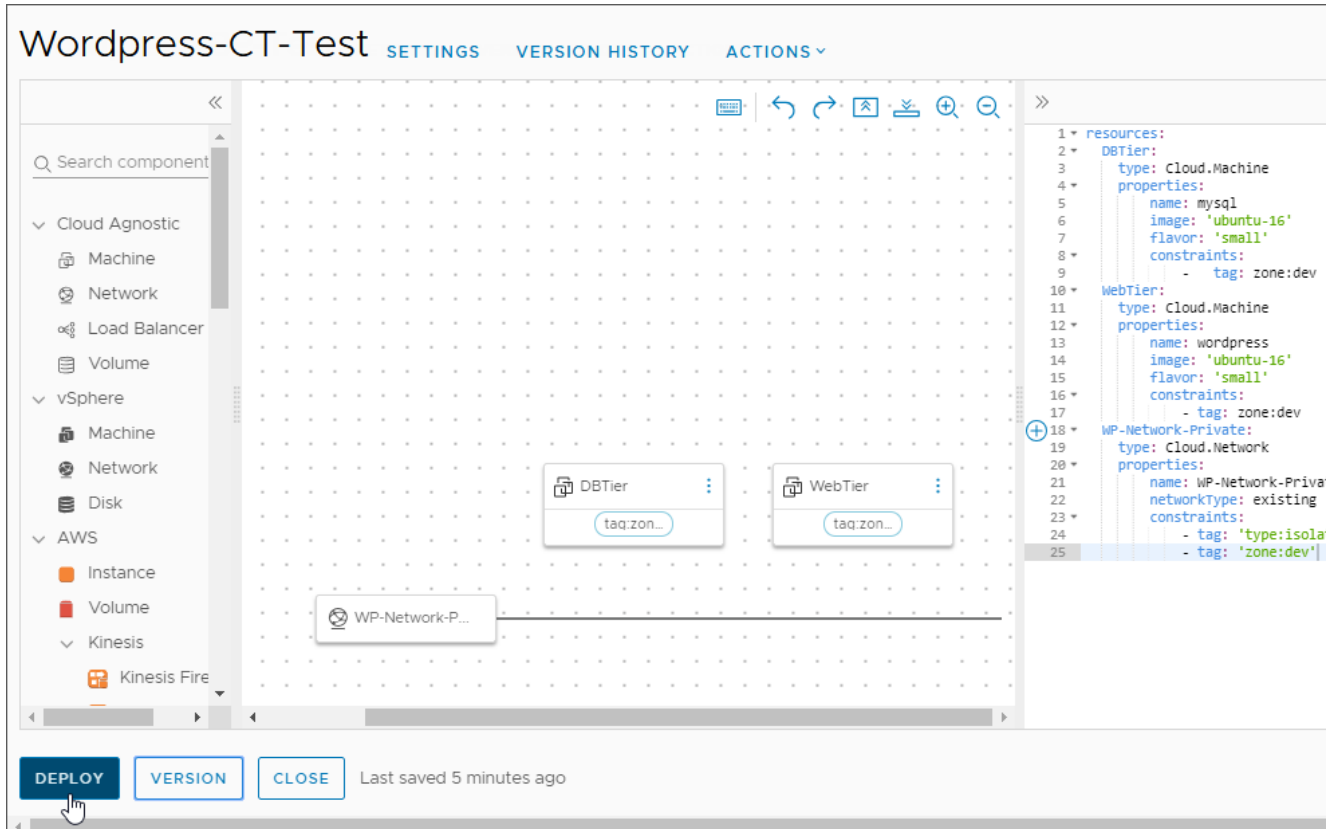 Wordpress-CT-Test SETTINGS VERSION HISTORY ACTIONS
Search component
Cloud Agnostic
Machine
Network
Load Balancer
Volume
vSphere
Machine
Network
Disk
AWS
Instance
Volume
Kinesis
Kinesis Fire
DBTier
tag:zon...
WebTier
tag:zon...
WP-Network-P...
1 resources:
2 DBTier:
3 type: Cloud.Machine
4 properties:
5 name: mysql
6 image: 'ubuntu-16'
7 flavor: 'small'
8 constraints:
9 - tag: zone:dev
10 WebTier:
11 type: Cloud.Machine
12 properties:
13 name: wordpress
14 image: 'ubuntu-16'
15 flavor: 'small'
16 constraints:
17 - tag: zone:dev
18 WP-Network-Private:
19 type: Cloud.Network
20 properties:
21 name: WP-Network-Priva
22 networkType: existing
23 constraints:
24 - tag: 'type:isola
25 - tag: 'zone:dev'
DEPLOY VERSION CLOSE Last saved 5 minutes ago